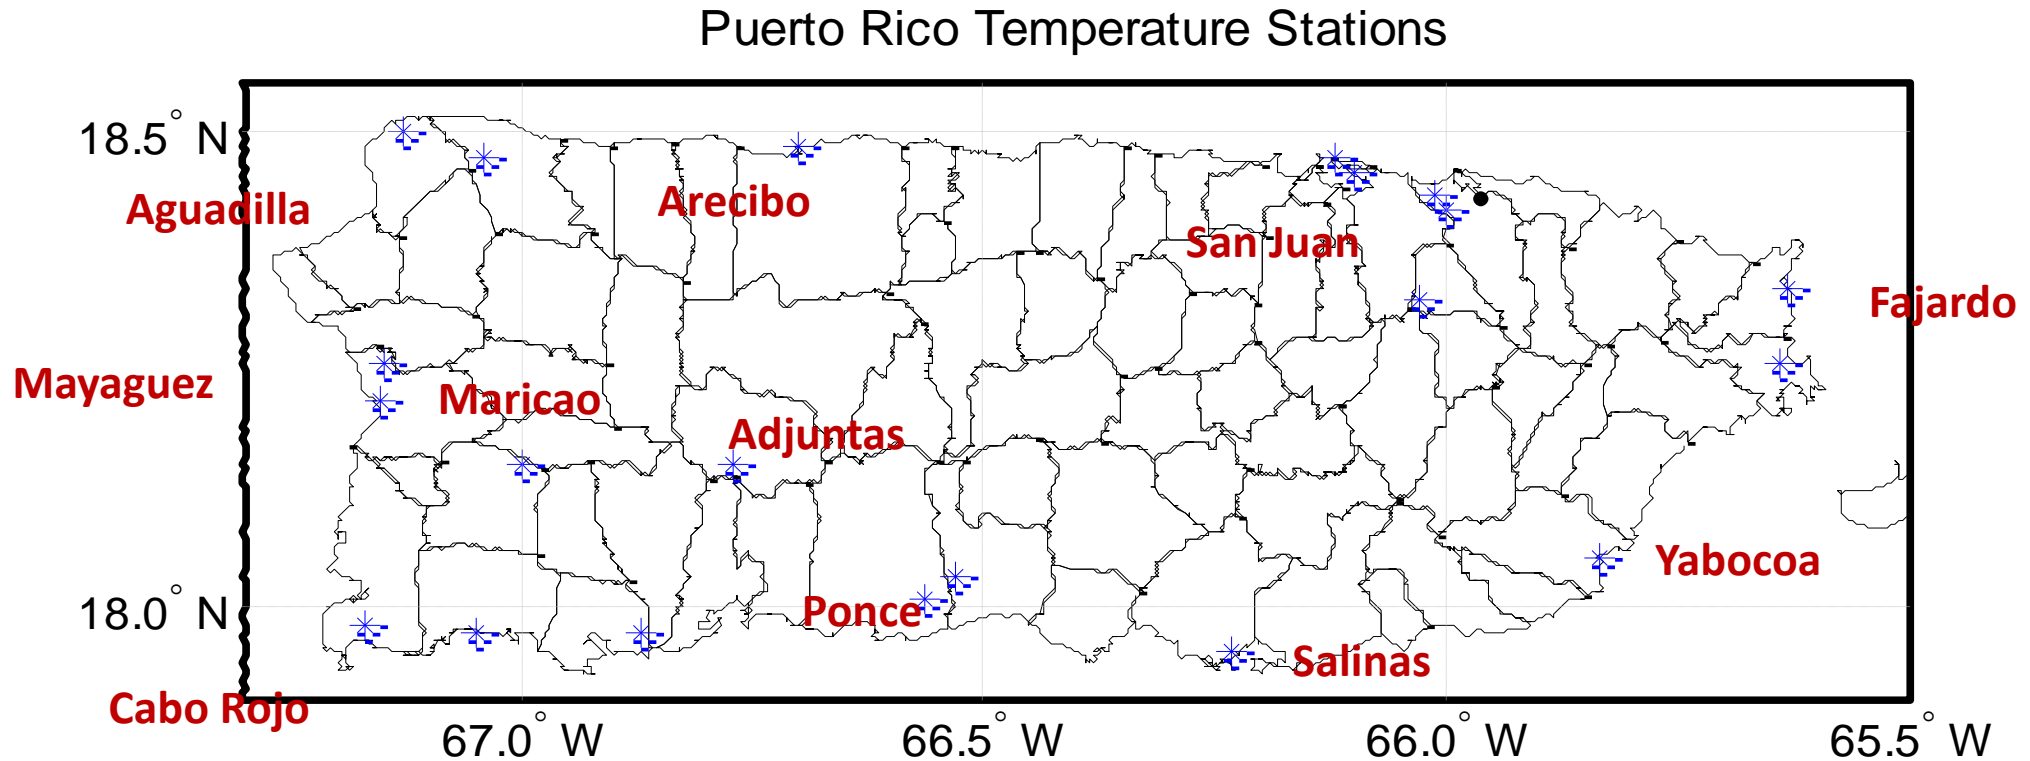 Puerto Rico Temperature Stations
18.5° N
Aguadilla
Arecibo
San Juan
Fajardo
Mayaguez
Maricao
Adjuntas
Yabocoa
18.0° N
Ponce
Salinas
Cabo Rojo
67.0° W
66.5° W
66.0° W
65.5° W